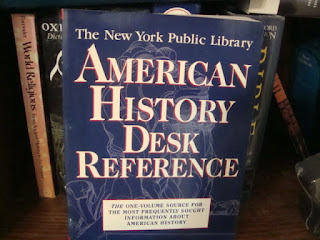 The New York Public Library
AMERICAN
HISTORY
DESK
REFERENCE
THE ONE-VOLUME SOURCE FOR
THE MOST FREQUENTLY SOUGHT
INFORMATION ABOUT
AMERICAN HISTORY
World Religions
OX